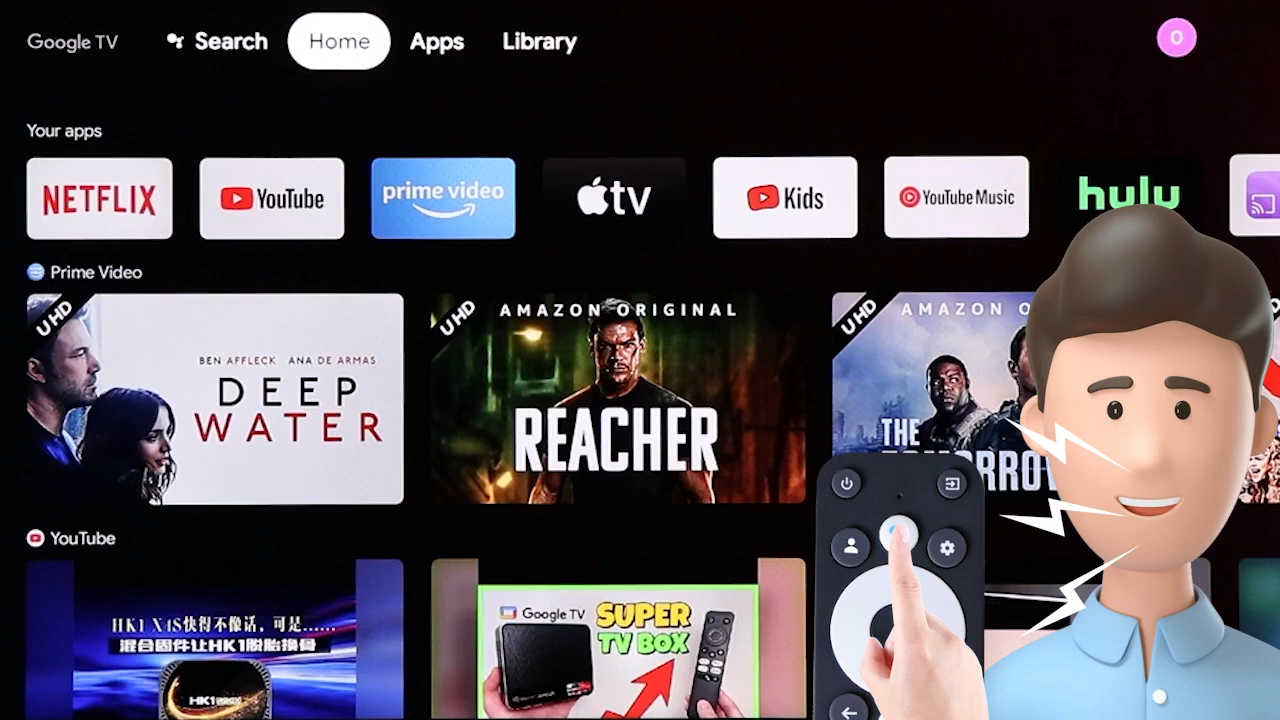 Google TV
Search
Home
Apps
Library
O
Your apps
NETFLIX
YouTube
prime video
tv
Kids
YouTube Music
hulu
Prime Video
UHD
BEN AFFLECK ANA DE ARMAS
DEEP
WATER
UHD
AMAZON ORIGINAL
REACHER
UHD
AMAZON O
THE
YouTube
HK1 X4S快得不像话，可是......
混合固件让HK1脱胎换骨
HK1 BOX
Google TV
SUPER
TV BOX